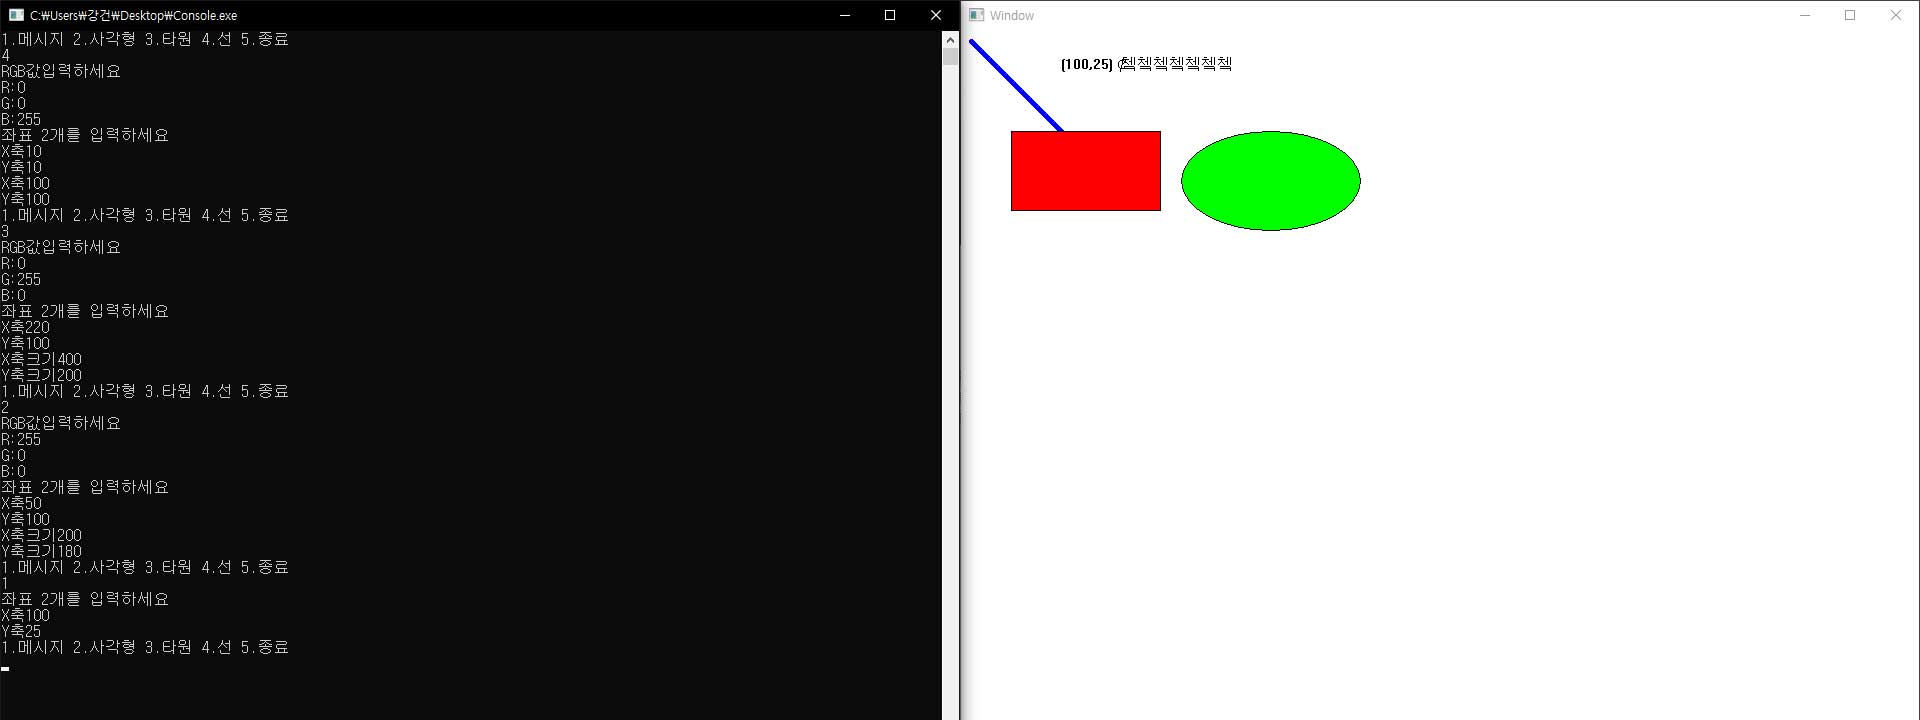 C:₩Users₩강건₩Desktop₩Console.exe
1.메시지 2.사각형 3.타원 4.선 5.종료
4
RGB값입력하세요
R:0
G:0
B:255
좌표 2개를 입력하세요
X축10
Y축10
X축100
Y축100
1.메시지 2.사각형 3.타원 4.선 5.종료
3
RGB값입력하세요
R:0
G:255
B:0
좌표 2개를 입력하세요
X축220
Y축100
X축크기400
Y축크기200
1.메시지 2.사각형 3.타원 4.선 5.종료
2
RGB값입력하세요
R:255
G:0
B:0
좌표 2개를 입력하세요
X축50
Y축100
X축크기200
Y축크기180
1.메시지 2.사각형 3.타원 4.선 5.종료
1
좌표 2개를 입력하세요
X축100
Y축25
1.메시지 2.사각형 3.타원 4.선 5.종료
Window
(100,25)